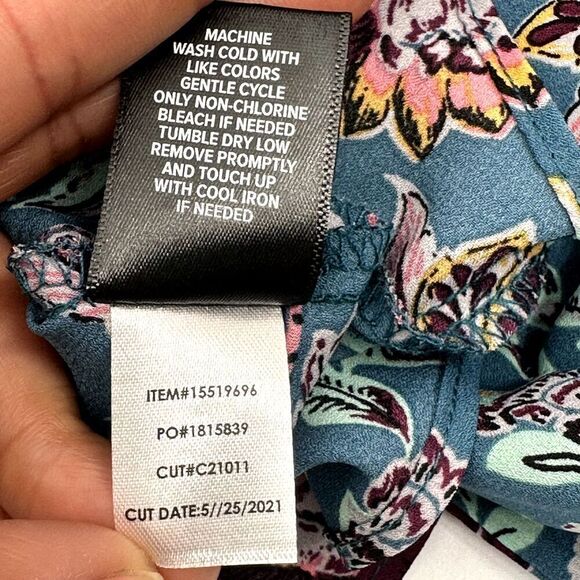 MACHINE
WASH COLD WITH
LIKE COLORS
GENTLE CYCLE
ONLY NON-CHLORINE
BLEACH IF NEEDED
TUMBLE DRY LOW
REMOVE PROMPTLY
AND TOUCH UP
WITH COOL IRON
IF NEEDED
ITEM#15519696
PO#1815839
CUT#C21011
CUT DATE:5//25/2021